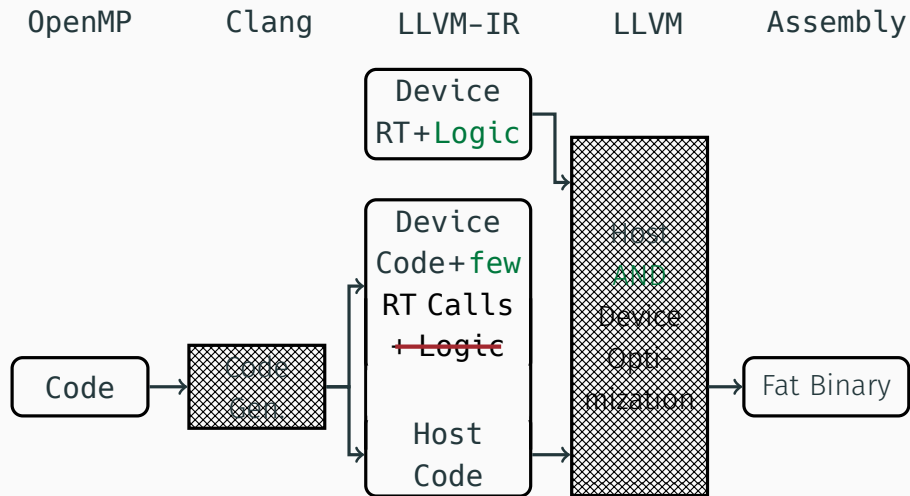 OpenMP Clang LLVM-IR LLVM Assembly
Device
RT+Logic
Device
Code+few
RT Calls
+ Logic
Host
Code
Code
Code
Gen.
Host
AND
Device
Opti-
mization
Fat Binary